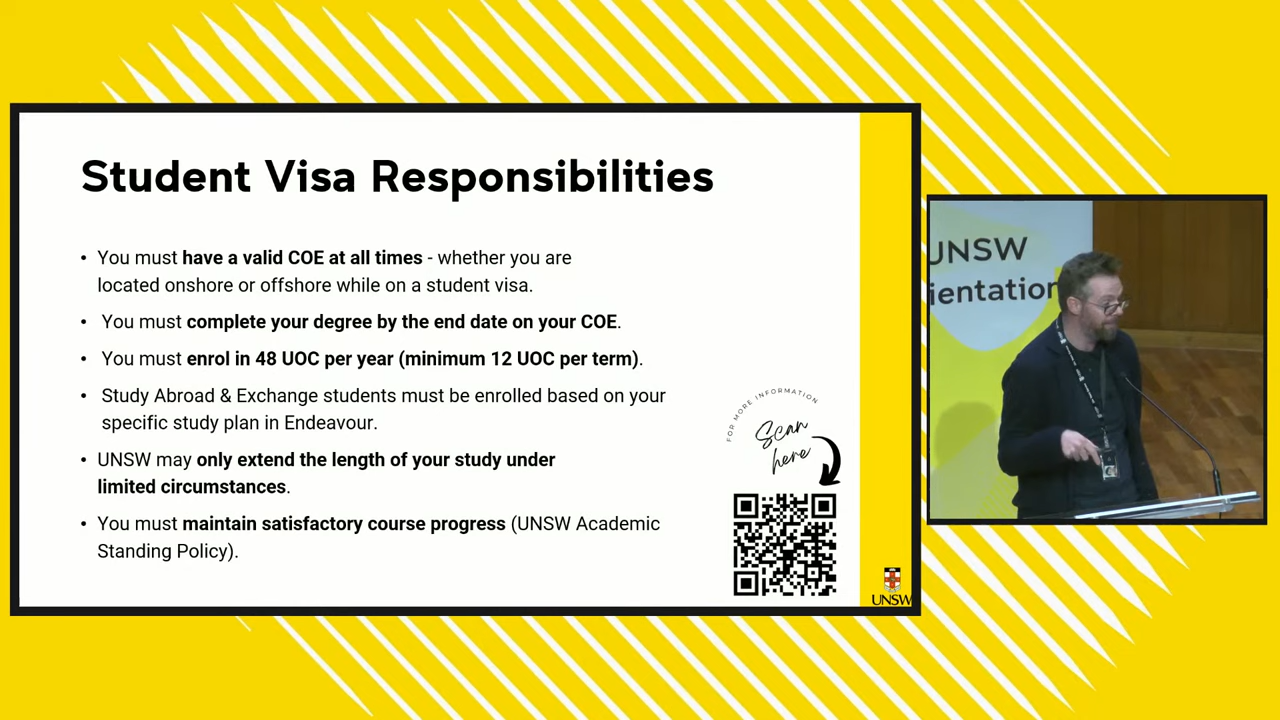 Student Visa Responsibilities
• You must have a valid COE at all times - whether you are
located onshore or offshore while on a student visa.
• You must complete your degree by the end date on your COE.
• You must enrol in 48 UOC per year (minimum 12 UOC per term).
• Study Abroad & Exchange students must be enrolled based on your
specific study plan in Endeavour.
• UNSW may only extend the length of your study under
limited circumstances.
• You must maintain satisfactory course progress (UNSW Academic
Standing Policy).
FOR MORE INFORMATION
Scan
here
UNSW
UNSW
ientation